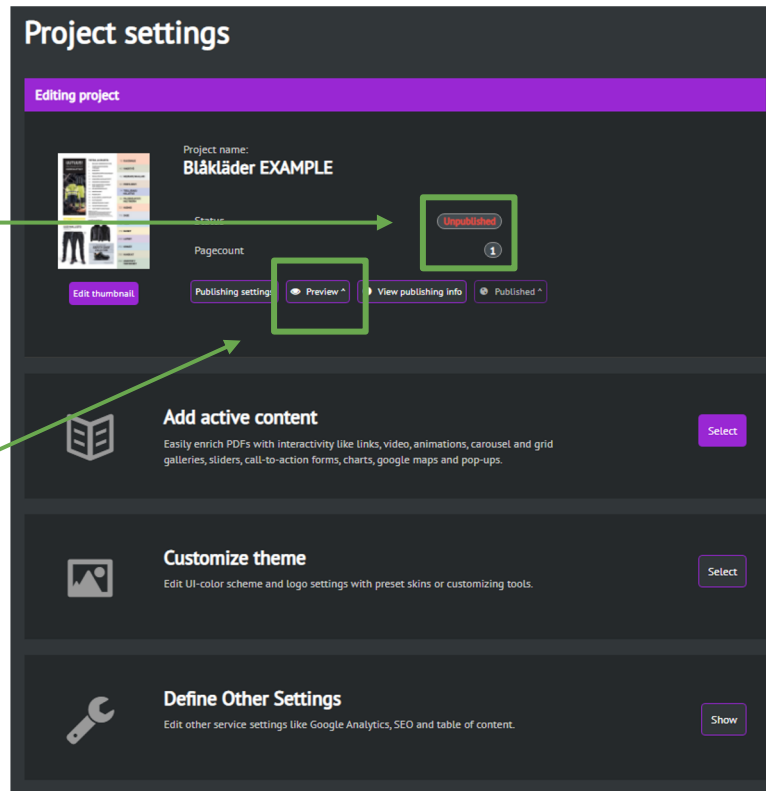 Project settings
Editing project
Project name:
Blåkläder EXAMPLE
Status
Unpublished
Pagecount
1
Edit thumbnail
Publishing settings
Preview ^
View publishing info
Published ^
Add active content
Easily enrich PDFs with interactivity like links, video, animations, carousel and grid
galleries, sliders, call-to-action forms, charts, google maps and pop-ups.
Select
Customize theme
Edit UI-color scheme and logo settings with preset skins or customizing tools.
Select
Define Other Settings
Edit other service settings like Google Analytics, SEO and table of content.
Show